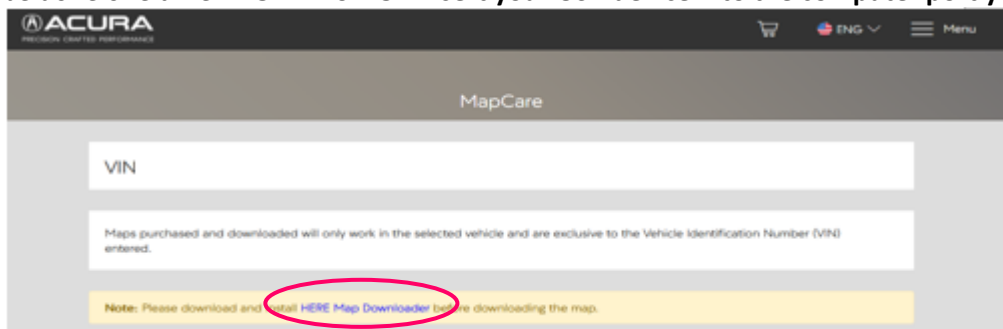 ACURA
PRECISION CRAFTED PERFORMANCE
ENG
Menu
MapCare
VIN
Maps purchased and downloaded will only work in the selected vehicle and are exclusive to the Vehicle Identification Number (VIN)
entered.
Note: Please download and install HERE Map Downloader before downloading the map.